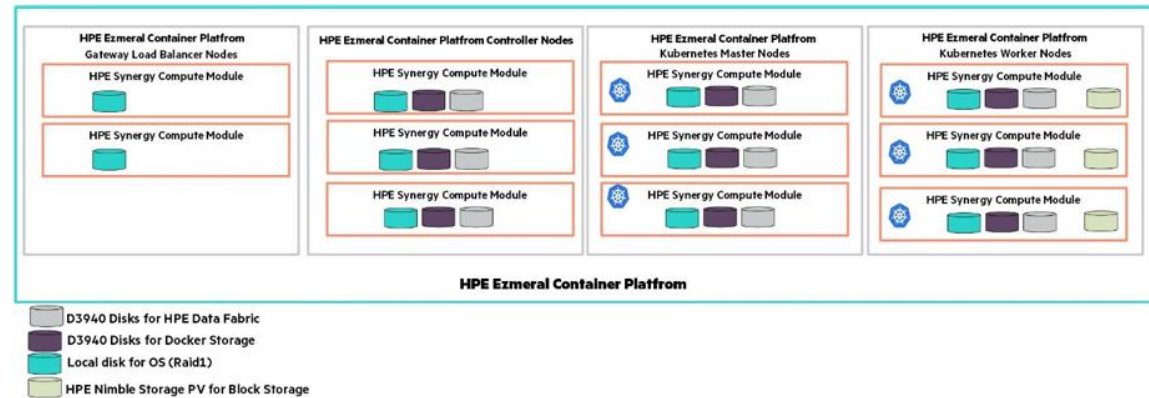 HPE Ezmeral Container Platfrom
Gateway Load Balancer Nodes
HPE Synergy Compute Module
HPE Synergy Compute Module
HPE Ezmeral Container Platfrom Controller Nodes
HPE Synergy Compute Module
HPE Synergy Compute Module
HPE Synergy Compute Module
HPE Ezmeral Container Platfrom
Kubernetes Master Nodes
HPE Synergy Compute Module
HPE Synergy Compute Module
HPE Synergy Compute Module
HPE Ezmeral Container Platfrom
Kubernetes Worker Nodes
HPE Synergy Compute Module
HPE Synergy Compute Module
HPE Synergy Compute Module
HPE Ezmeral Container Platfrom
D3940 Disks for HPE Data Fabric
D3940 Disks for Docker Storage
Local disk for OS (Raid1)
HPE Nimble Storage PV for Block Storage